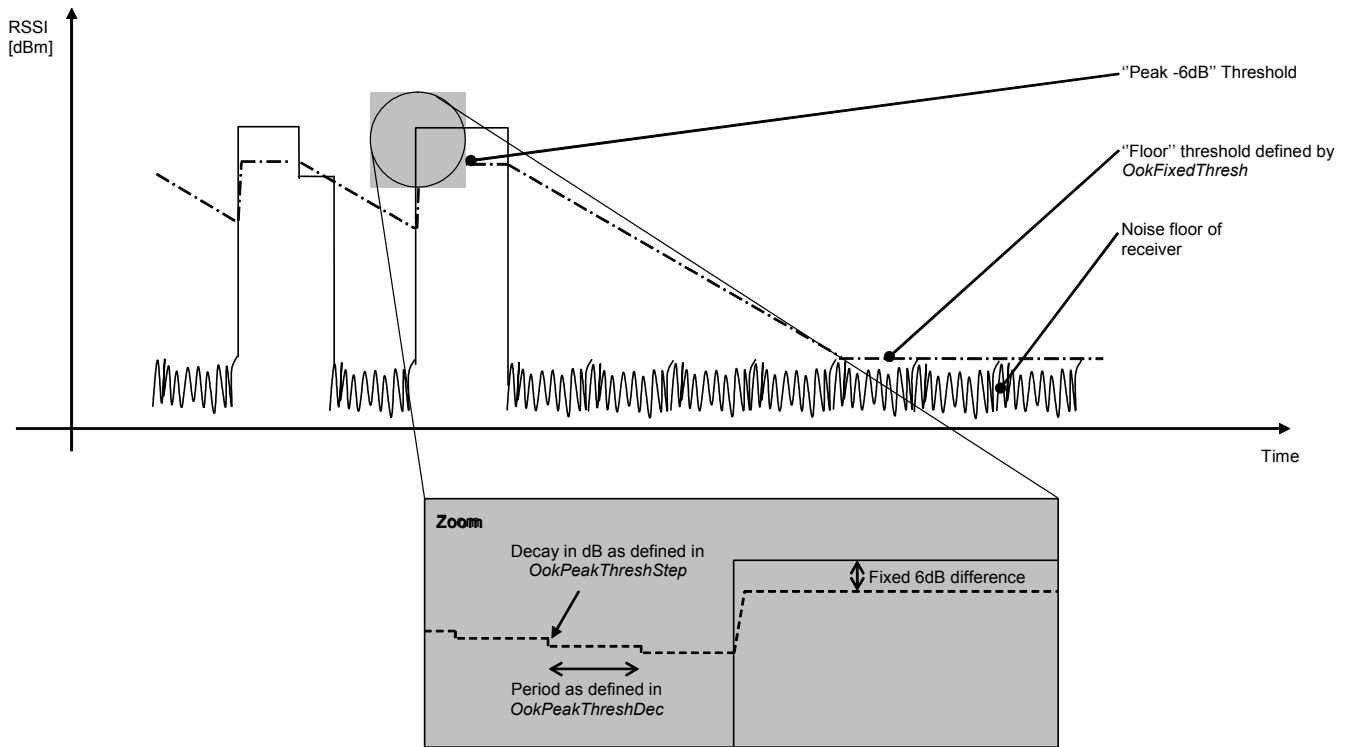 RSSI
[dBm]
‘‘Peak -6dB’’ Threshold
‘‘Floor’’ threshold defined by
OokFixedThresh
Noise floor of
receiver
Time
Zoom
Decay in dB as defined in
OokPeakThreshStep
Fixed 6dB difference
Period as defined in
OokPeakThreshDec